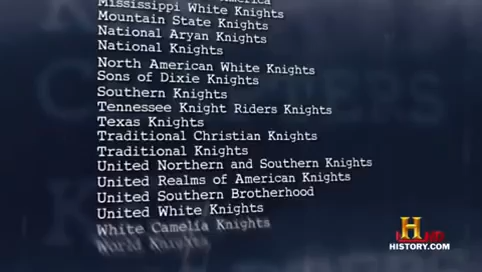 Mississippi White Knights
Mountain State Knights
National Aryan Knights
National Knights
North American White Knights
Sons of Dixie Knights
Southern Knights
Tennessee Knight Riders Knights
Texas Knights
Traditional Christian Knights
Traditional Knights
United Northern and Southern Knights
United Realms of American Knights
United Southern Brotherhood
United White Knights
White Camelia Knights
World Knights
H
HISTORY.COM